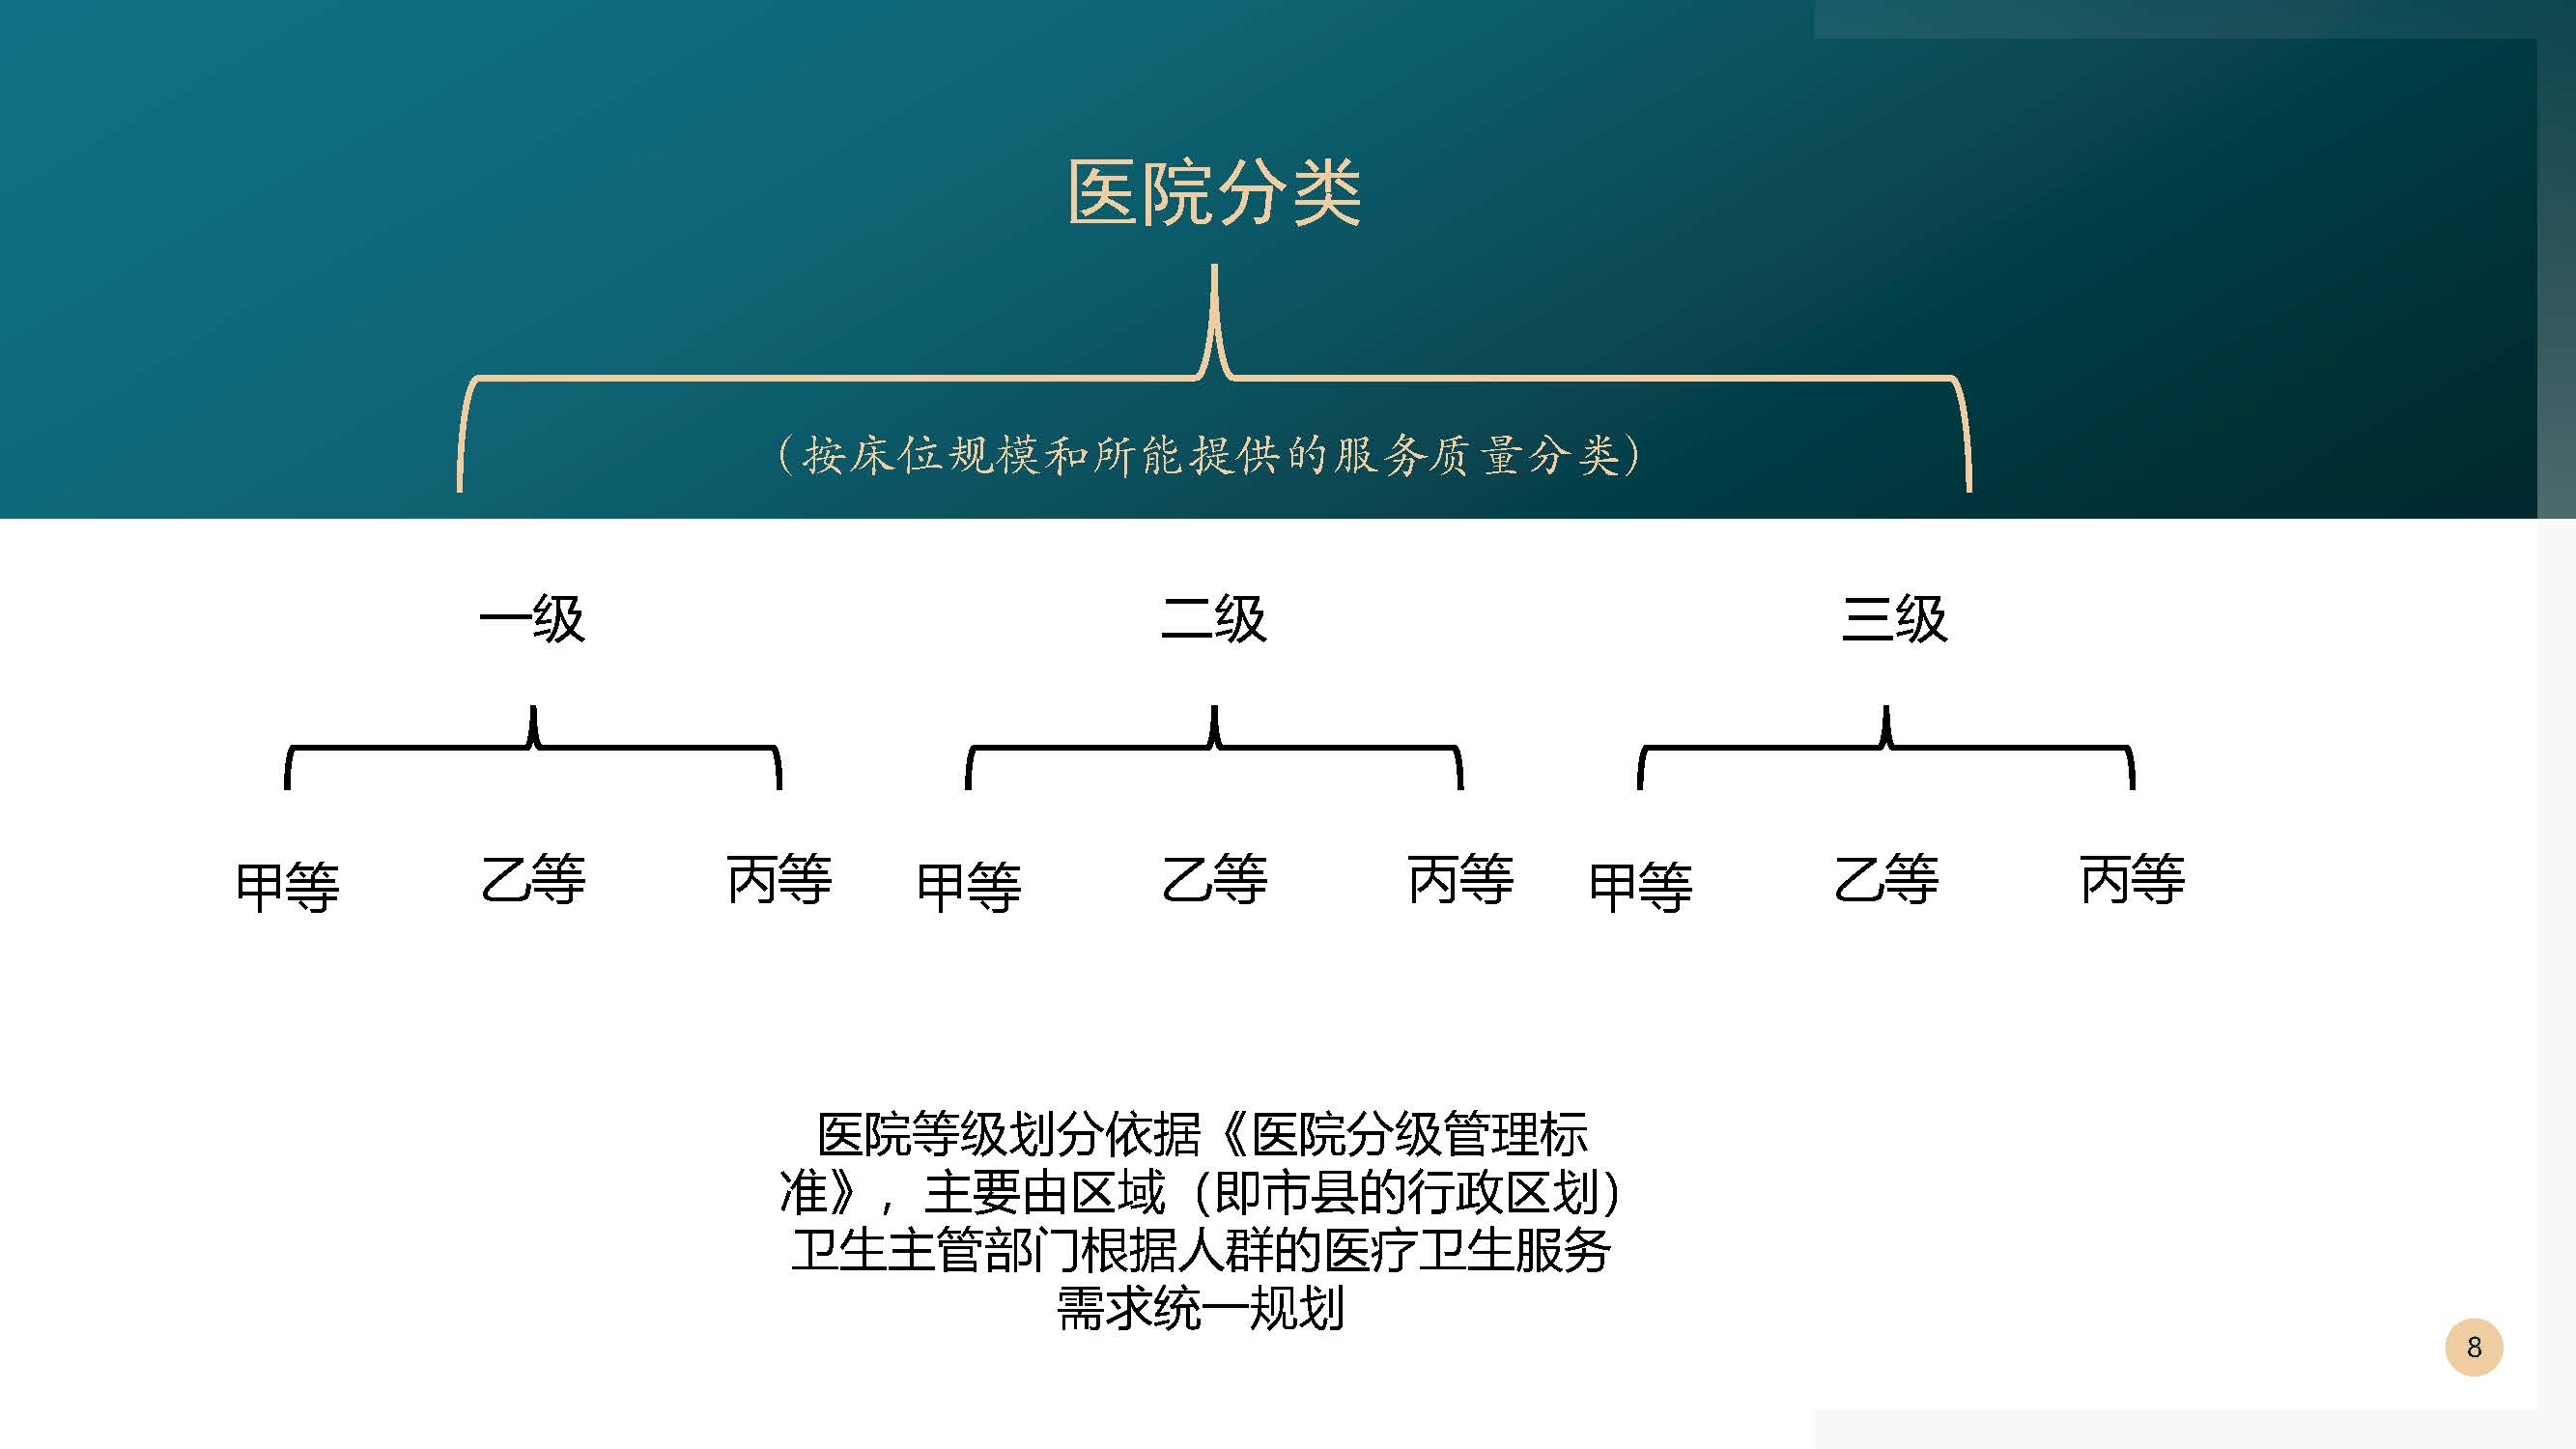 医院分类
（按床位规模和所能提供的服务质量分类）
一级
二级
三级
甲等
乙等
丙等
甲等
乙等
丙等
甲等
乙等
丙等
医院等级划分依据《医院分级管理标
准》，主要由区域（即市县的行政区划）
卫生主管部门根据人群的医疗卫生服务
需求统一规划
8